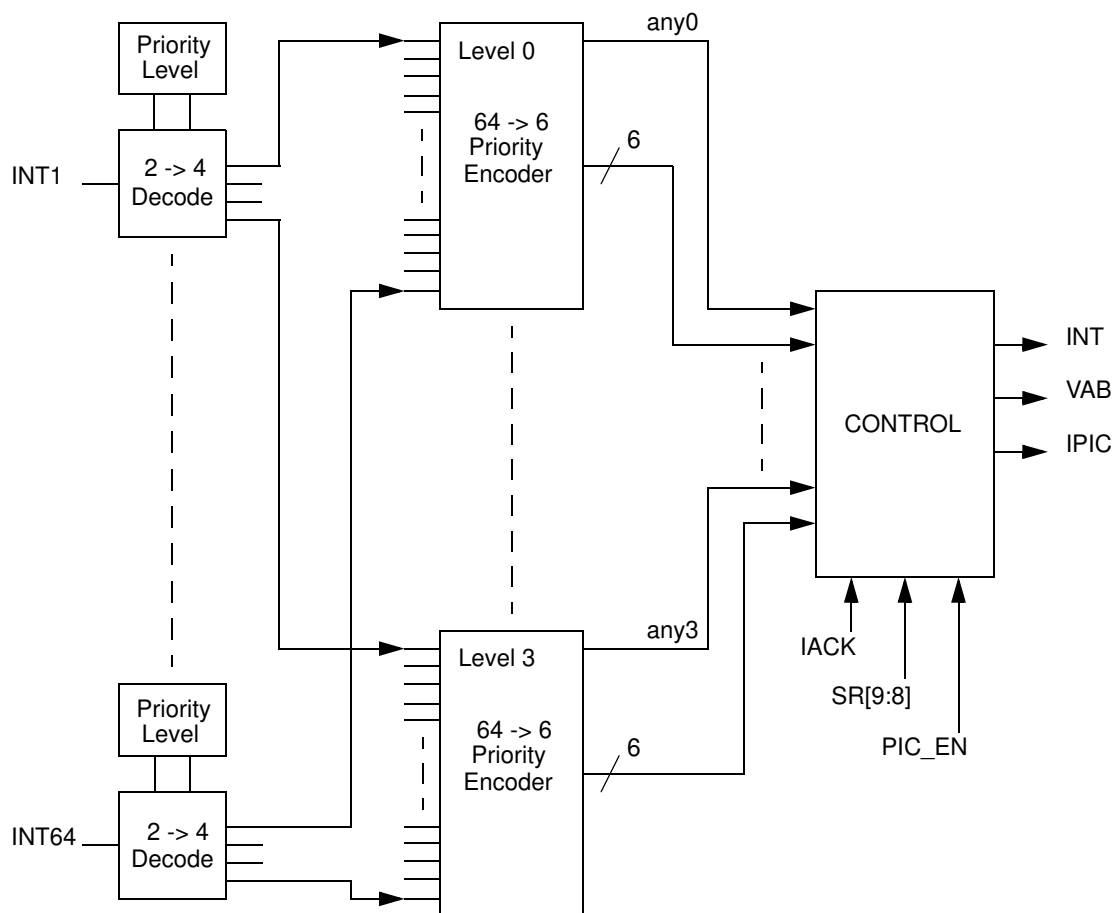 Priority
Level
INT1
2 -> 4
Decode
Level 0
64 -> 6
Priority
Encoder
any0
6
CONTROL
INT
VAB
IPIC
IACK
SR[9:8]
PIC_EN
Priority
Level
INT64
2 -> 4
Decode
Level 3
64 -> 6
Priority
Encoder
any3
6